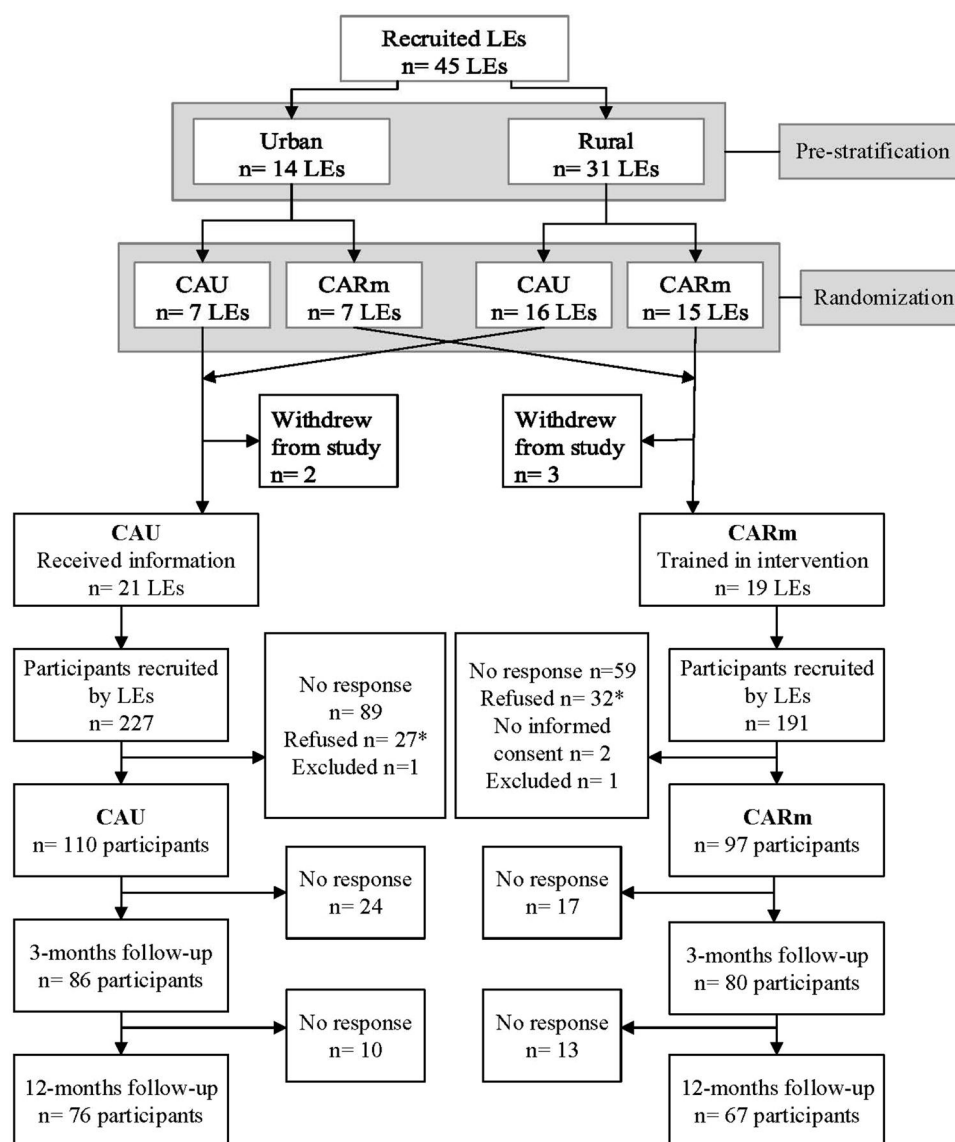 Recruited LEs
n= 45 LEs
Urban
n= 14 LEs
Rural
n= 31 LEs
Pre-stratification
CAU
n= 7 LEs
CARm
n= 7 LEs
CAU
n= 16 LEs
CARm
n= 15 LEs
Randomization
Withdrew
from study
n= 2
Withdrew
from study
n= 3
CAU
Received information
n= 21 LEs
CARm
Trained in intervention
n= 19 LEs
Participants recruited
by LEs
n= 227
No response
n= 89
Refused n= 27*
Excluded n=1
No response n=59
Refused n= 32*
No informed
consent n= 2
Excluded n= 1
Participants recruited
by LEs
n= 191
CAU
n= 110 participants
CARm
n= 97 participants
No response
n= 24
No response
n= 17
3-months follow-up
n= 86 participants
3-months follow-up
n= 80 participants
No response
n= 10
No response
n= 13
12-months follow-up
n= 76 participants
12-months follow-up
n= 67 participants